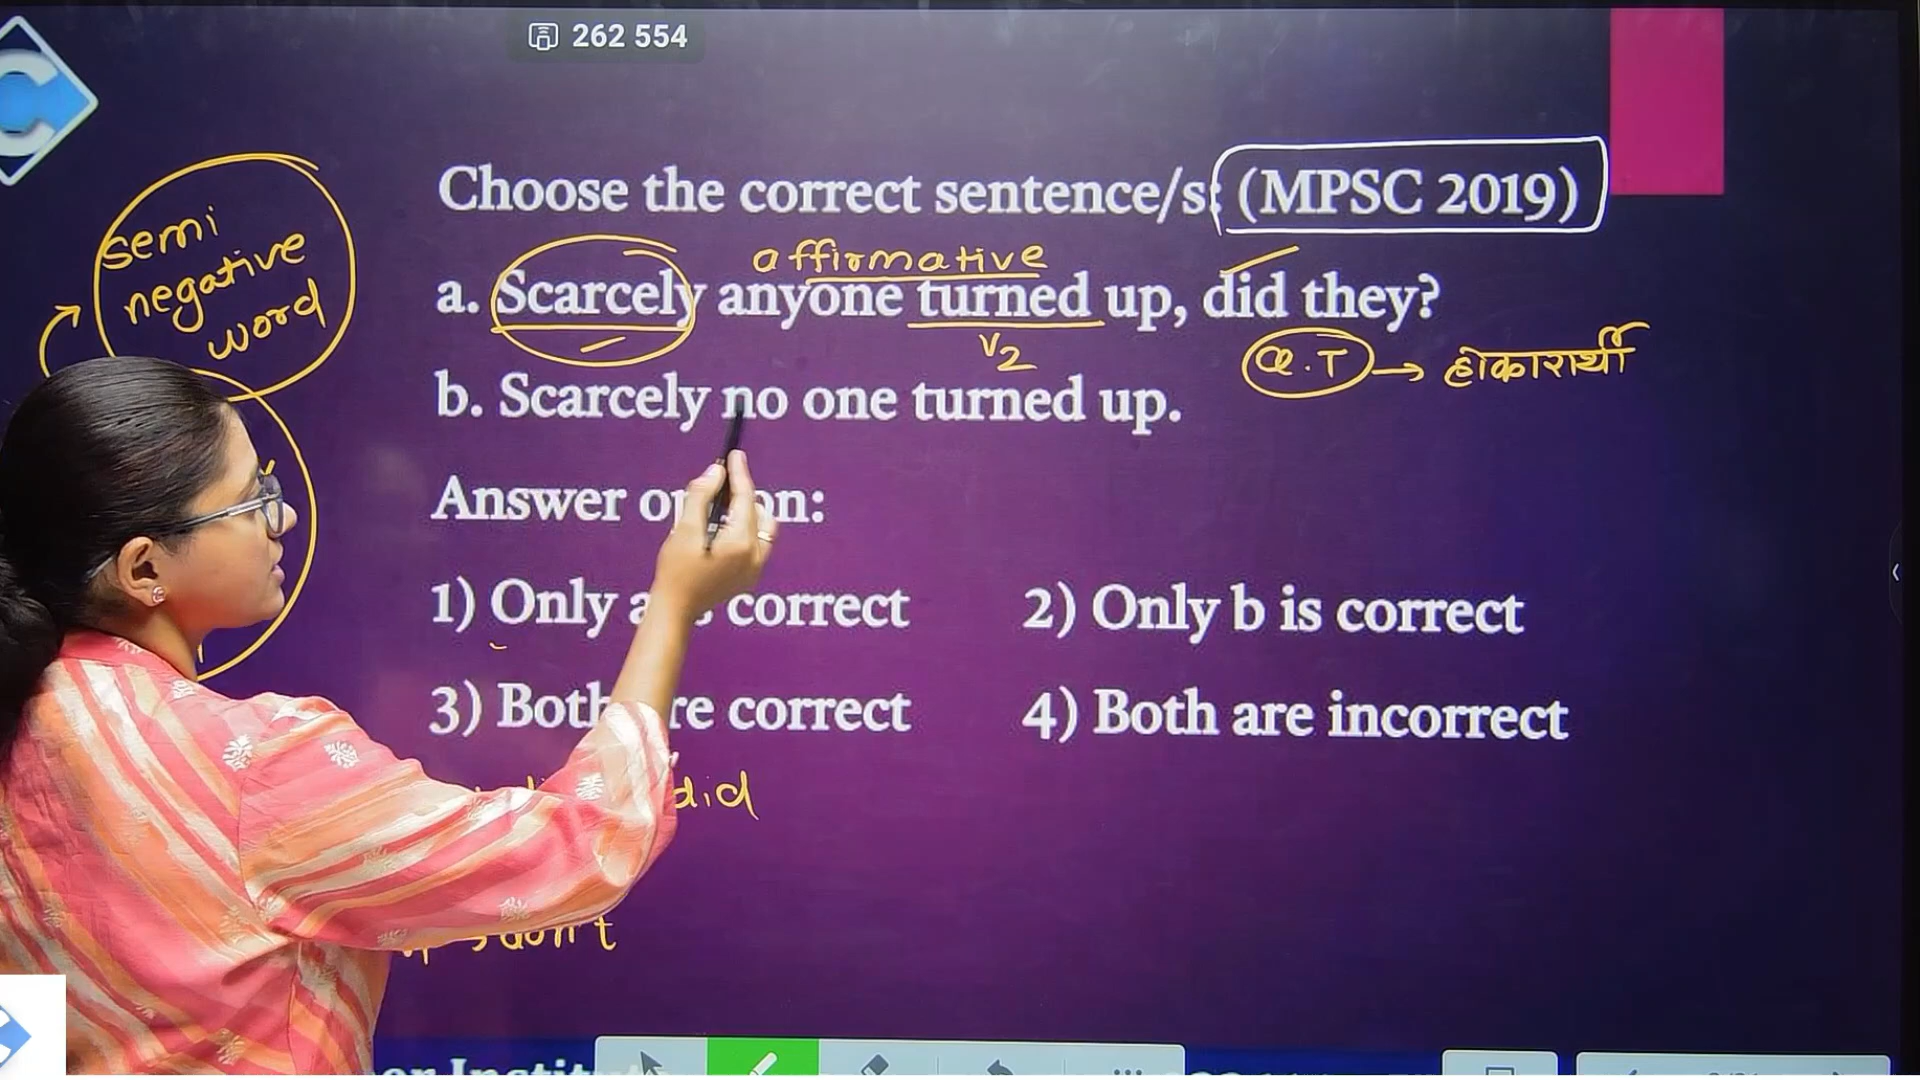 262 554
Choose the correct sentence/s: (MPSC 2019)
semi
negative
word
affirmative
a. Scarcely anyone turned up, did they?
V2
Q.T → होकारार्थी
b. Scarcely no one turned up.
Answer
1) Only correct
2) Only b is correct
3) Both correct
4) Both are incorrect
did
don't